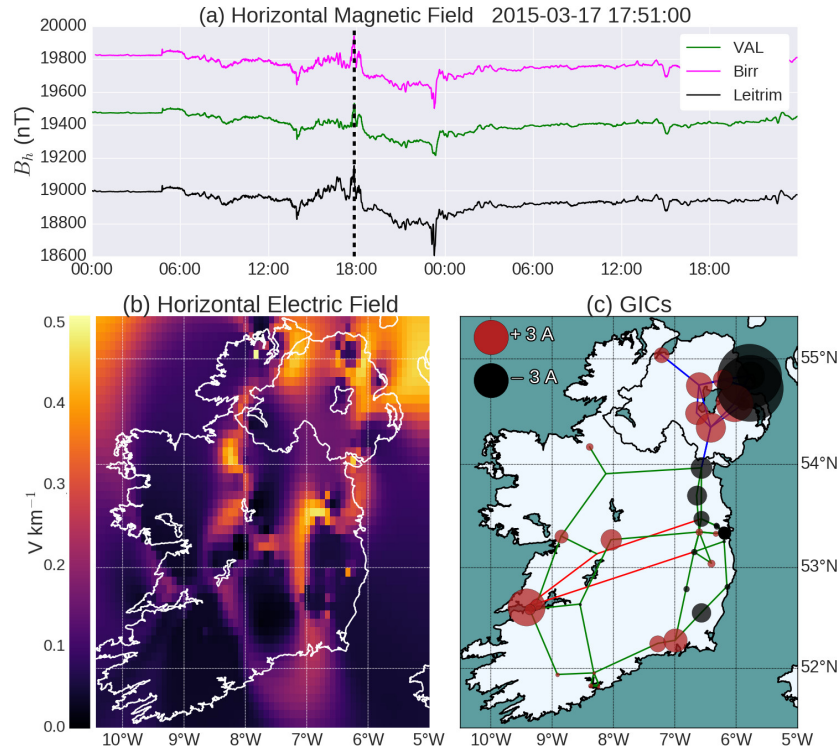 (a) Horizontal Magnetic Field 2015-03-17 17:51:00
20000
19800
19600
19400
19200
19000
18800
18600
B_h (nT)
VAL
Birr
Leitrim
00:00 06:00 12:00 18:00 00:00 06:00 12:00 18:00
(b) Horizontal Electric Field
0.5
0.4
0.3
0.2
0.1
0.0
V km⁻¹
10°W 9°W 8°W 7°W 6°W 5°W
(c) GICs
+ 3 A
− 3 A
55°N
54°N
53°N
52°N
10°W 9°W 8°W 7°W 6°W 5°W